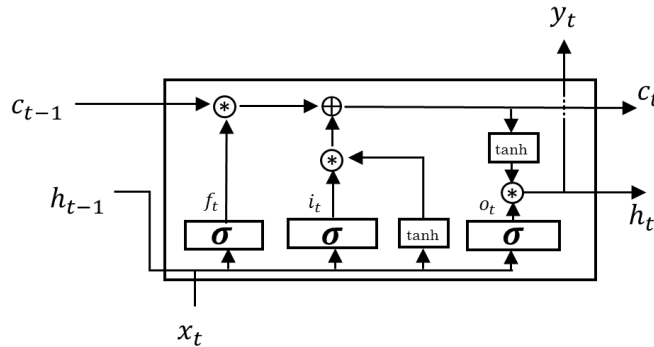 y_t
c_{t-1}
c_t
tanh
h_{t-1}
f_t
i_t
o_t
h_t
σ
σ
tanh
σ
x_t